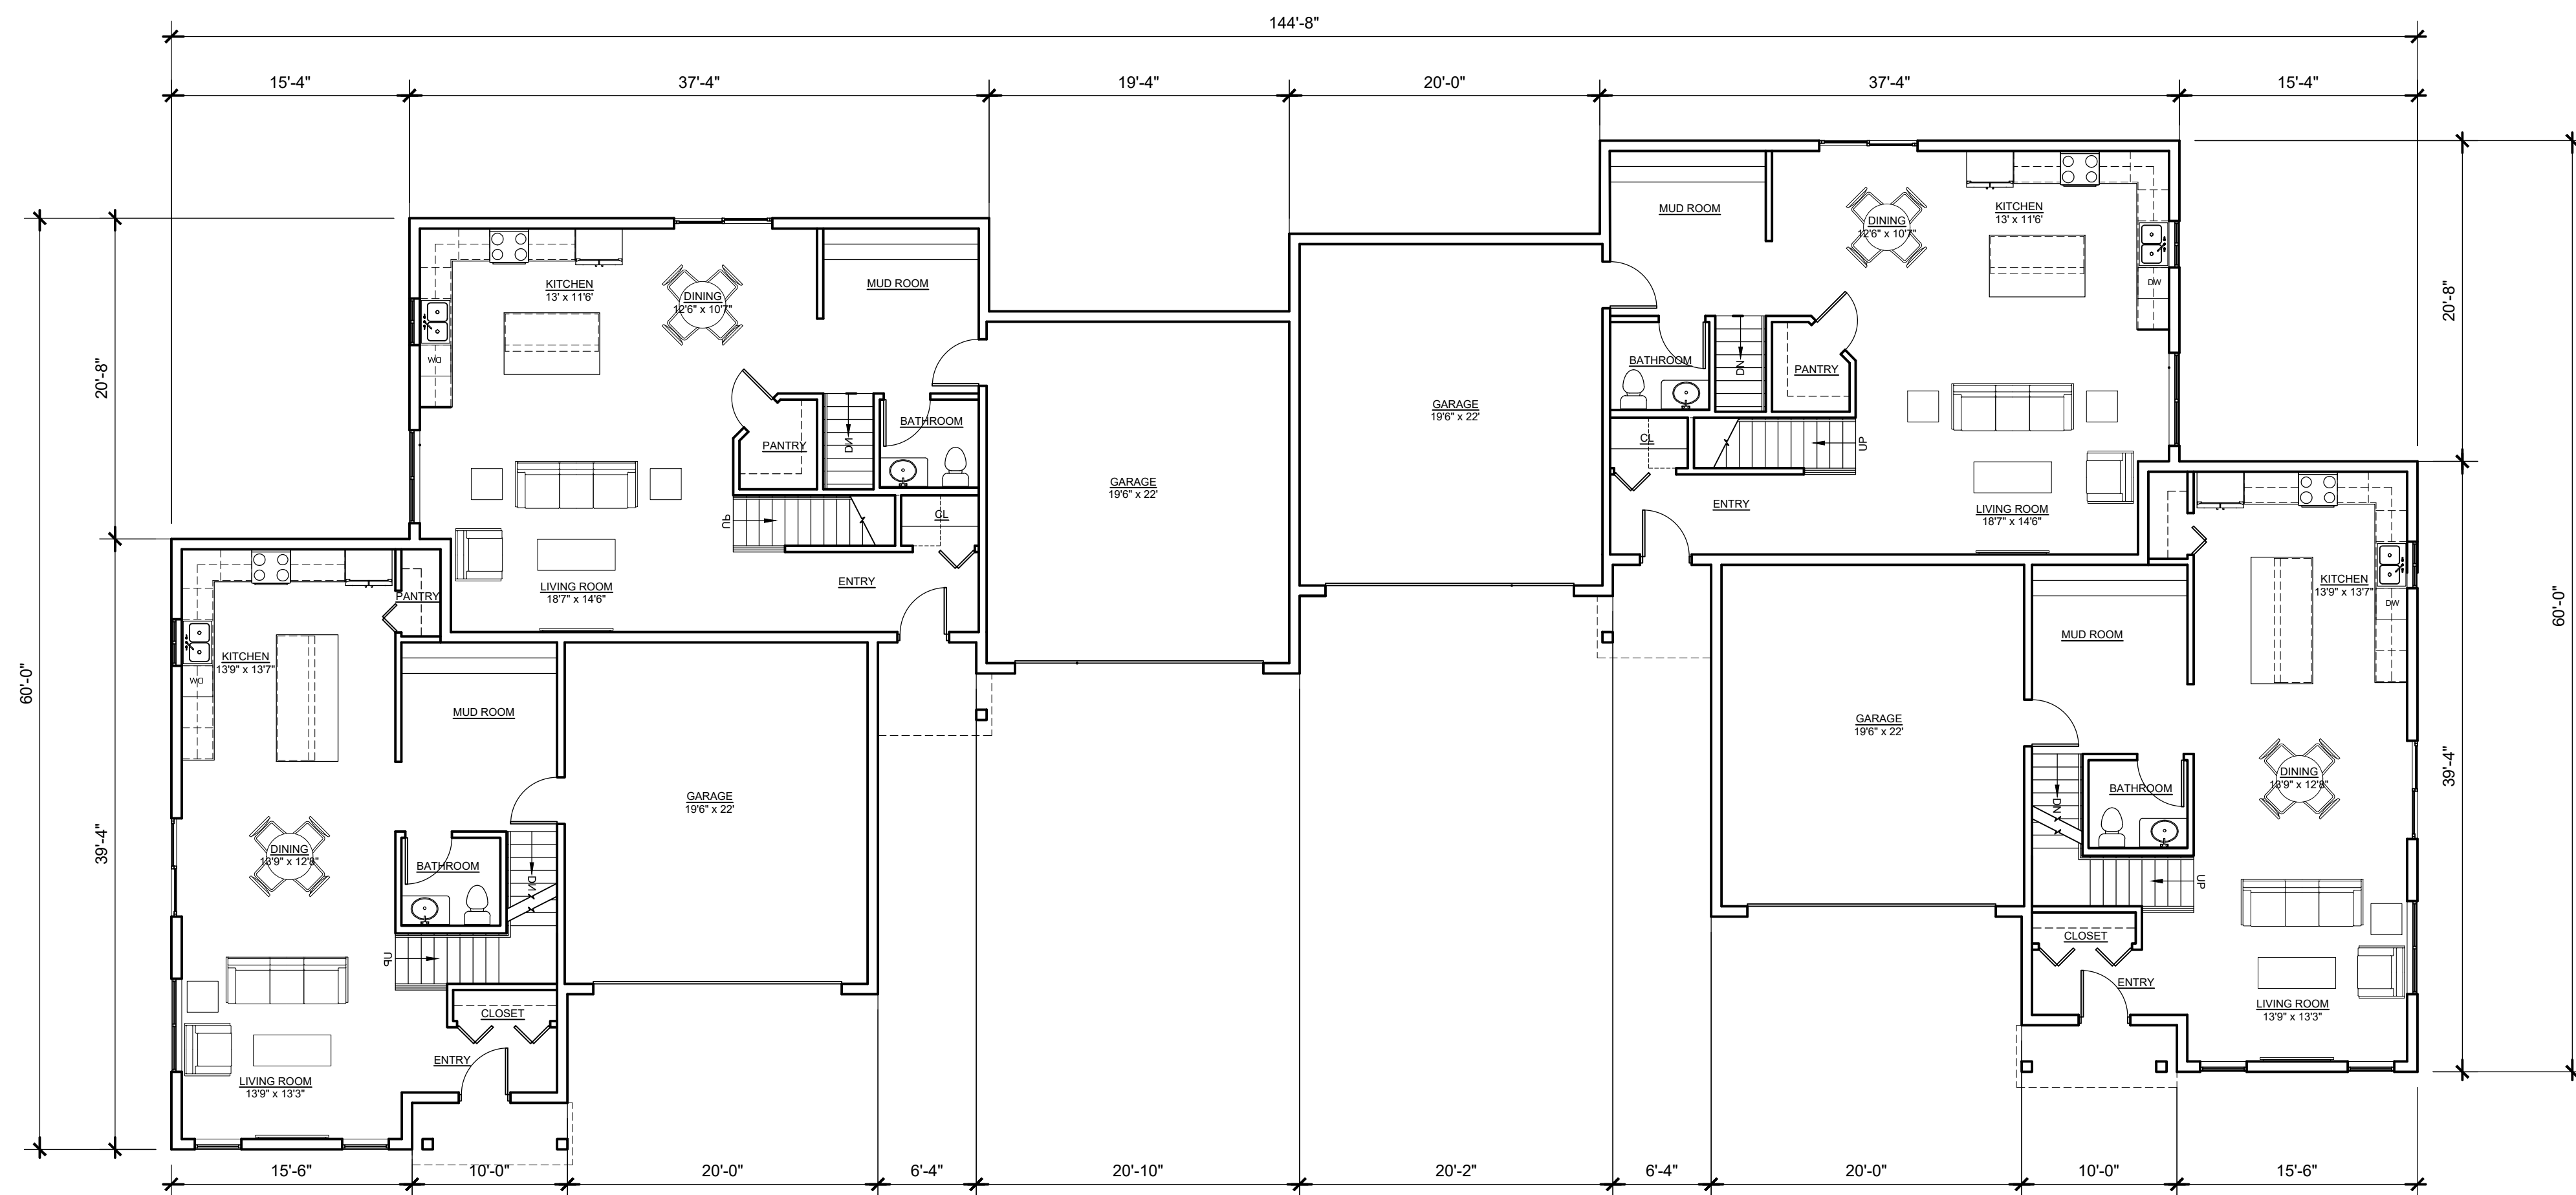 144'-8"
15'-4"
37'-4"
19'-4"
20'-0"
37'-4"
15'-4"
60'-0"
20'-8"
39'-4"
KITCHEN
13' x 11'6'
DINING
12'6" x 10'7"
MUD ROOM
DW
PANTRY
DN
BATHROOM
UP
CL
LIVING ROOM
18'7" x 14'6"
ENTRY
GARAGE
19'6" x 22'
KITCHEN
13'9" x 13'7"
PANTRY
DW
MUD ROOM
GARAGE
19'6" x 22'
DINING
13'9" x 12'8"
BATHROOM
DN
UP
CLOSET
ENTRY
LIVING ROOM
13'9" x 13'3"
GARAGE
19'6" x 22'
MUD ROOM
DINING
12'6" x 10'7"
KITCHEN
13' x 11'6'
DW
BATHROOM
DN
PANTRY
CL
UP
ENTRY
LIVING ROOM
18'7" x 14'6"
KITCHEN
13'9" x 13'7"
DW
MUD ROOM
GARAGE
19'6" x 22'
DINING
13'9" x 12'8"
BATHROOM
DN
UP
CLOSET
ENTRY
LIVING ROOM
13'9" x 13'3"
20'-8"
39'-4"
60'-0"
15'-6"
10'-0"
20'-0"
6'-4"
20'-10"
20'-2"
6'-4"
20'-0"
10'-0"
15'-6"